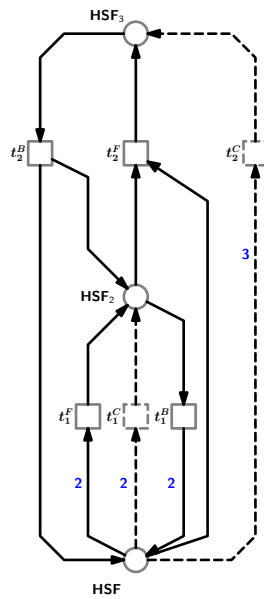 HSF₃
t₂ᴮ t₂ᶠ t₂ᶜ
3
HSF₂
t₁ᶠ t₁ᶜ t₁ᴮ
2 2 2
HSF